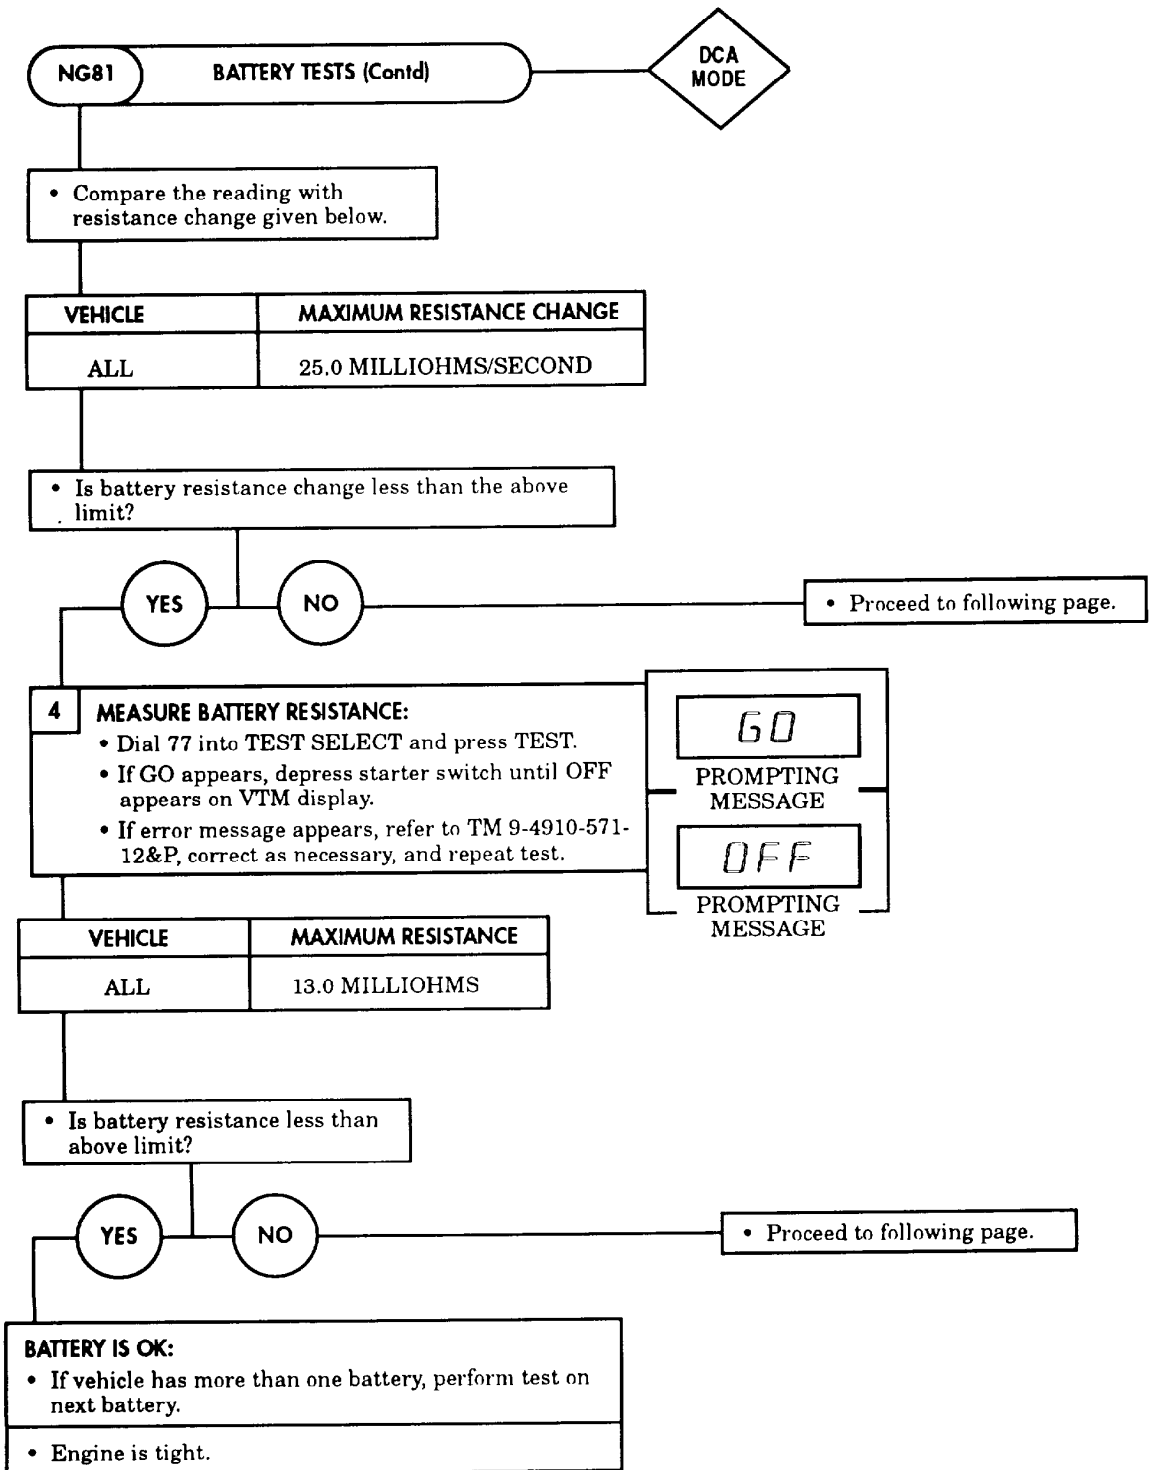 NG81
BATTERY TESTS (Contd)
DCA
MODE
• Compare the reading with
resistance change given below.
VEHICLE
MAXIMUM RESISTANCE CHANGE
ALL
25.0 MILLIOHMS/SECOND
• Is battery resistance change less than the above
limit?
YES
NO
• Proceed to following page.
4
MEASURE BATTERY RESISTANCE:
• Dial 77 into TEST SELECT and press TEST.
• If GO appears, depress starter switch until OFF
appears on VTM display.
• If error message appears, refer to TM 9-4910-571-
12&P, correct as necessary, and repeat test.
GO
PROMPTING
MESSAGE
OFF
PROMPTING
MESSAGE
VEHICLE
MAXIMUM RESISTANCE
ALL
13.0 MILLIOHMS
• Is battery resistance less than
above limit?
YES
NO
• Proceed to following page.
BATTERY IS OK:
• If vehicle has more than one battery, perform test on
next battery.
• Engine is tight.